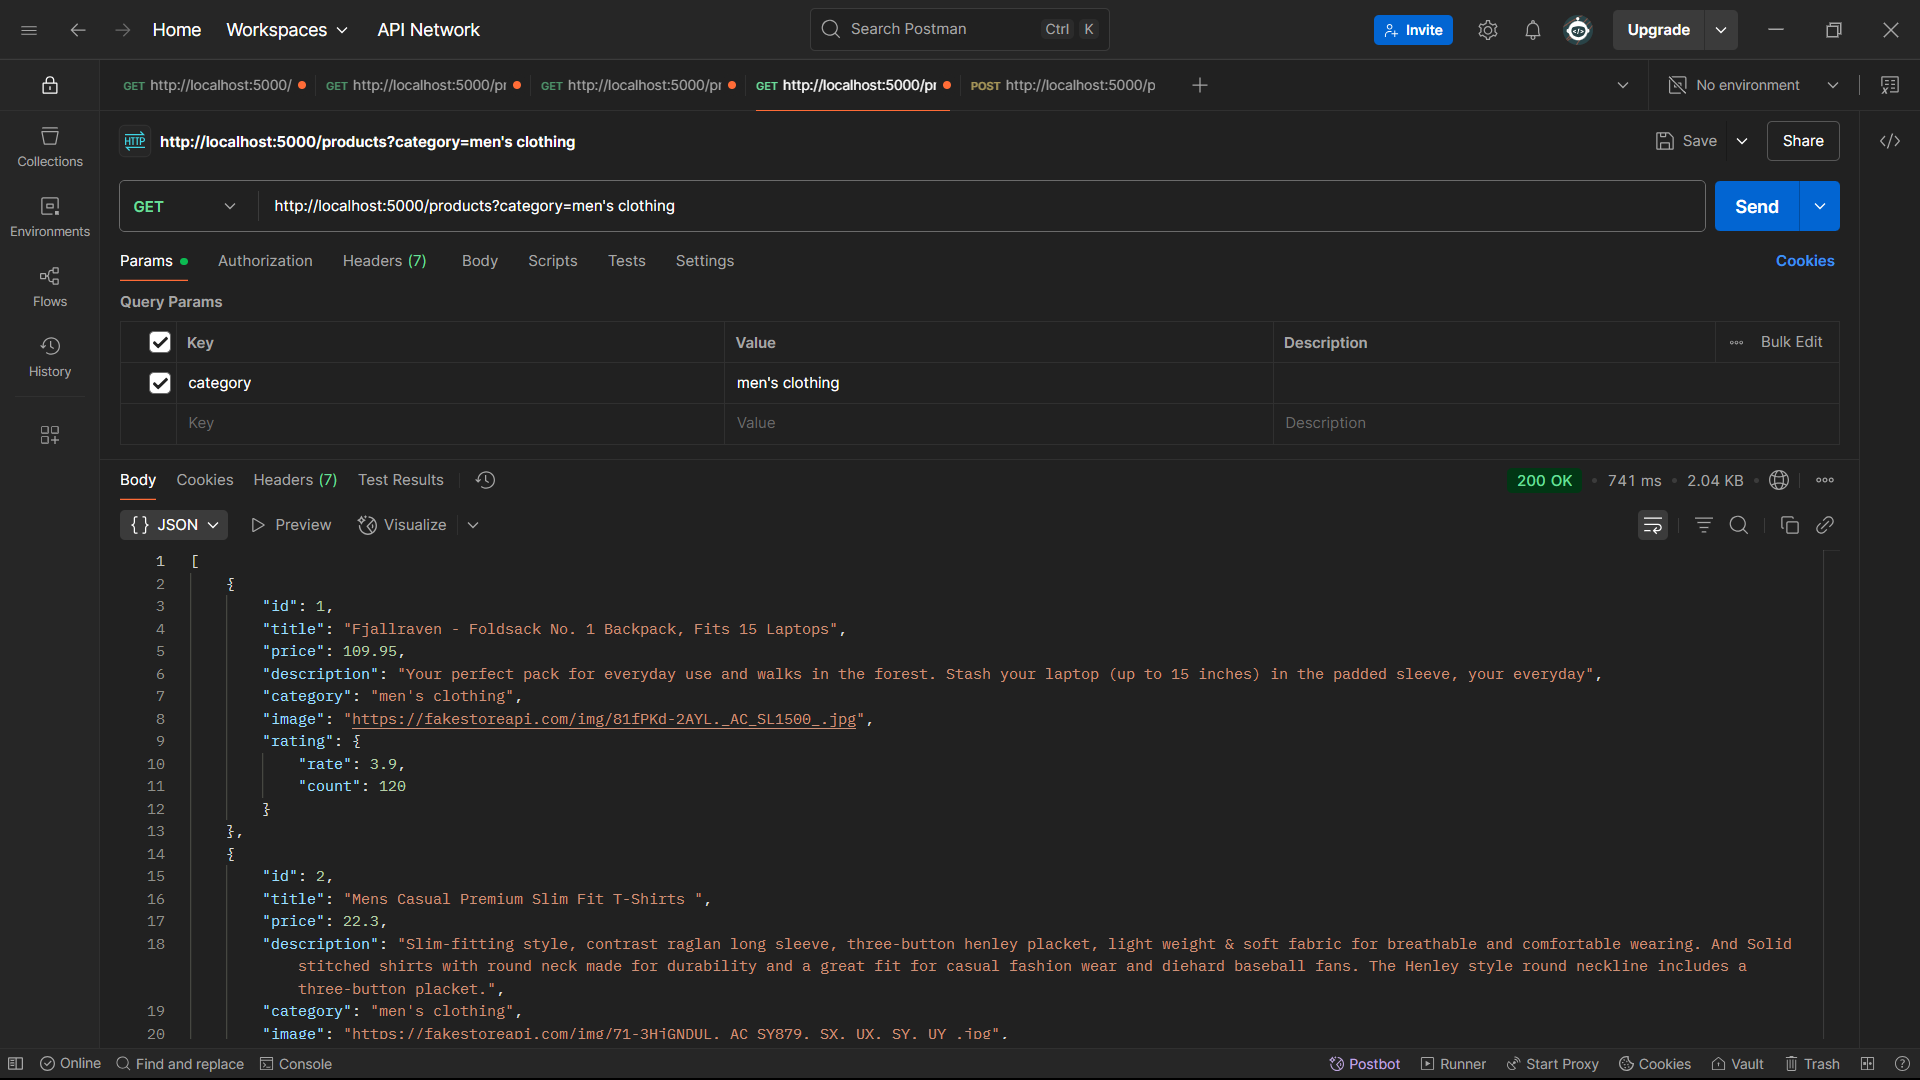 Home Workspaces API Network Search Postman Ctrl K Invite Upgrade
GET http://localhost:5000/ GET http://localhost:5000/pr GET http://localhost:5000/pr GET http://localhost:5000/pr POST http://localhost:5000/p No environment
HTTP http://localhost:5000/products?category=men's clothing Save Share
GET http://localhost:5000/products?category=men's clothing Send
Collections
Environments
Flows
History
Params Authorization Headers (7) Body Scripts Tests Settings Cookies
Query Params
Key Value Description Bulk Edit
category men's clothing
Key Value Description
Body Cookies Headers (7) Test Results 200 OK 741 ms 2.04 KB
{} JSON Preview Visualize
1 [
2 {
3 "id": 1,
4 "title": "Fjallraven - Foldsack No. 1 Backpack, Fits 15 Laptops",
5 "price": 109.95,
6 "description": "Your perfect pack for everyday use and walks in the forest. Stash your laptop (up to 15 inches) in the padded sleeve, your everyday",
7 "category": "men's clothing",
8 "image": "https://fakestoreapi.com/img/81fPKd-2AYL._AC_SL1500_.jpg",
9 "rating": {
10 "rate": 3.9,
11 "count": 120
12 }
13 },
14 {
15 "id": 2,
16 "title": "Mens Casual Premium Slim Fit T-Shirts ",
17 "price": 22.3,
18 "description": "Slim-fitting style, contrast raglan long sleeve, three-button henley placket, light weight & soft fabric for breathable and comfortable wearing. And Solid
stitched shirts with round neck made for durability and a great fit for casual fashion wear and diehard baseball fans. The Henley style round neckline includes a
three-button placket.",
19 "category": "men's clothing",
20 "image": "https://fakestoreapi.com/img/71-3HjGNDUL._AC_SY879._SX._UX._SY._UY_.jpg",
Online Find and replace Console Postbot Runner Start Proxy Cookies Vault Trash